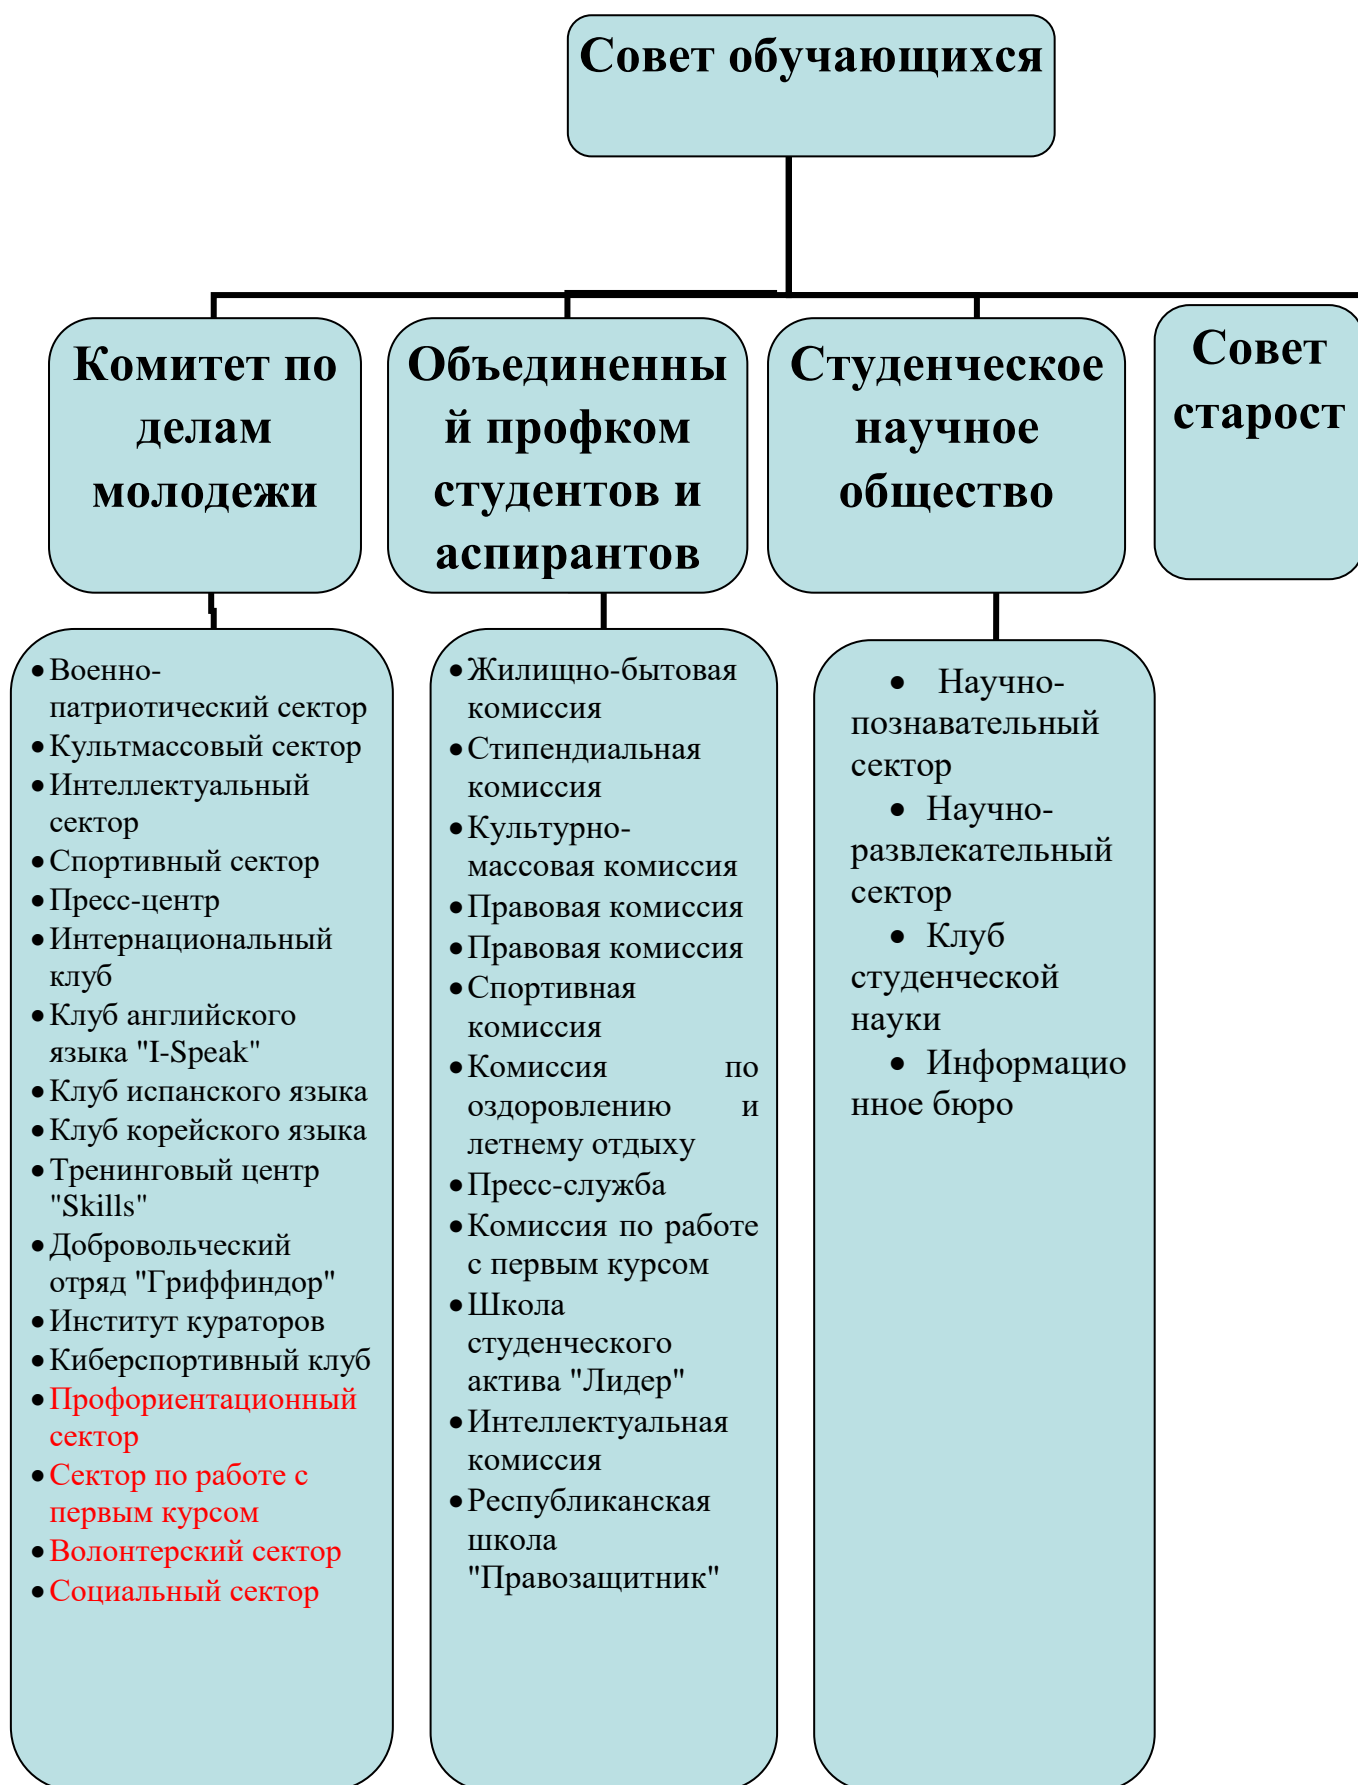 Совет обучающихся
Комитет по
делам
молодежи
Объединенны
й профком
студентов и
аспирантов
Студенческое
научное
общество
Совет
старост
• Военно-
патриотический сектор
• Культмассовый сектор
• Интеллектуальный
сектор
• Спортивный сектор
• Пресс-центр
• Интернациональный
клуб
• Клуб английского
языка "I-Speak"
• Клуб испанского языка
• Клуб корейского языка
• Тренинговый центр
"Skills"
• Добровольческий
отряд "Гриффиндор"
• Институт кураторов
• Киберспортивный клуб
• Профориентационный
сектор
• Сектор по работе с
первым курсом
• Волонтерский сектор
• Социальный сектор
• Жилищно-бытовая
комиссия
• Стипендиальная
комиссия
• Культурно-
массовая комиссия
• Правовая комиссия
• Правовая комиссия
• Спортивная
комиссия
• Комиссия по
оздоровлению и
летнему отдыху
• Пресс-служба
• Комиссия по работе
с первым курсом
• Школа
студенческого
актива "Лидер"
• Интеллектуальная
комиссия
• Республиканская
школа
"Правозащитник"
• Научно-
познавательный
сектор
• Научно-
развлекательный
сектор
• Клуб
студенческой
науки
• Информацио
нное бюро